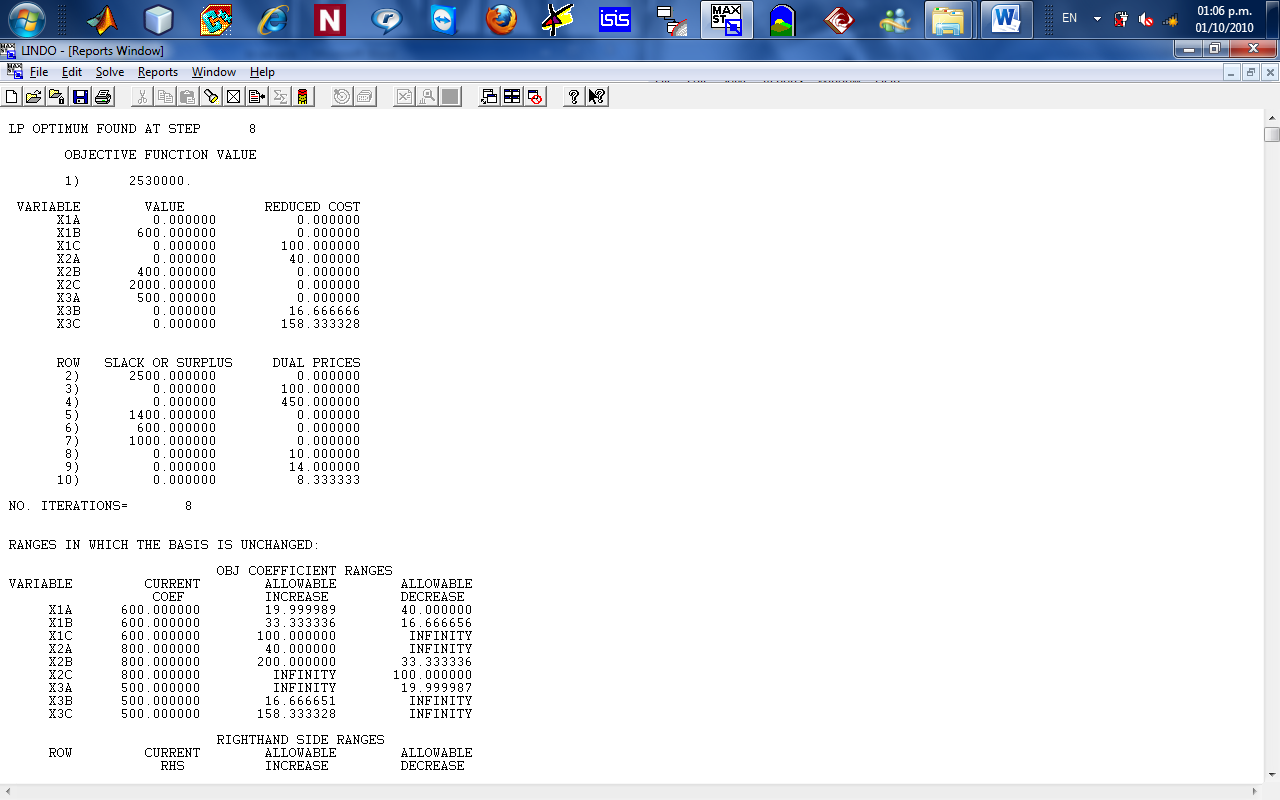 MAX ST
EN
01:06 p.m.
01/10/2010
LINDO - [Reports Window]
File Edit Solve Reports Window Help
LP OPTIMUM FOUND AT STEP 8
OBJECTIVE FUNCTION VALUE
1) 2530000.
VARIABLE VALUE REDUCED COST
X1A 0.000000 0.000000
X1B 600.000000 0.000000
X1C 0.000000 100.000000
X2A 0.000000 40.000000
X2B 400.000000 0.000000
X2C 2000.000000 0.000000
X3A 500.000000 0.000000
X3B 0.000000 16.666666
X3C 0.000000 158.333328
ROW SLACK OR SURPLUS DUAL PRICES
2) 2500.000000 0.000000
3) 0.000000 100.000000
4) 0.000000 450.000000
5) 1400.000000 0.000000
6) 600.000000 0.000000
7) 1000.000000 0.000000
8) 0.000000 10.000000
9) 0.000000 14.000000
10) 0.000000 8.333333
NO. ITERATIONS= 8
RANGES IN WHICH THE BASIS IS UNCHANGED:
OBJ COEFFICIENT RANGES
VARIABLE CURRENT ALLOWABLE ALLOWABLE
COEF INCREASE DECREASE
X1A 600.000000 19.999989 40.000000
X1B 600.000000 33.333336 16.666656
X1C 600.000000 100.000000 INFINITY
X2A 800.000000 40.000000 INFINITY
X2B 800.000000 200.000000 33.333336
X2C 800.000000 INFINITY 100.000000
X3A 500.000000 INFINITY 19.999987
X3B 500.000000 16.666651 INFINITY
X3C 500.000000 158.333328 INFINITY
RIGHTHAND SIDE RANGES
ROW CURRENT ALLOWABLE ALLOWABLE
RHS INCREASE DECREASE